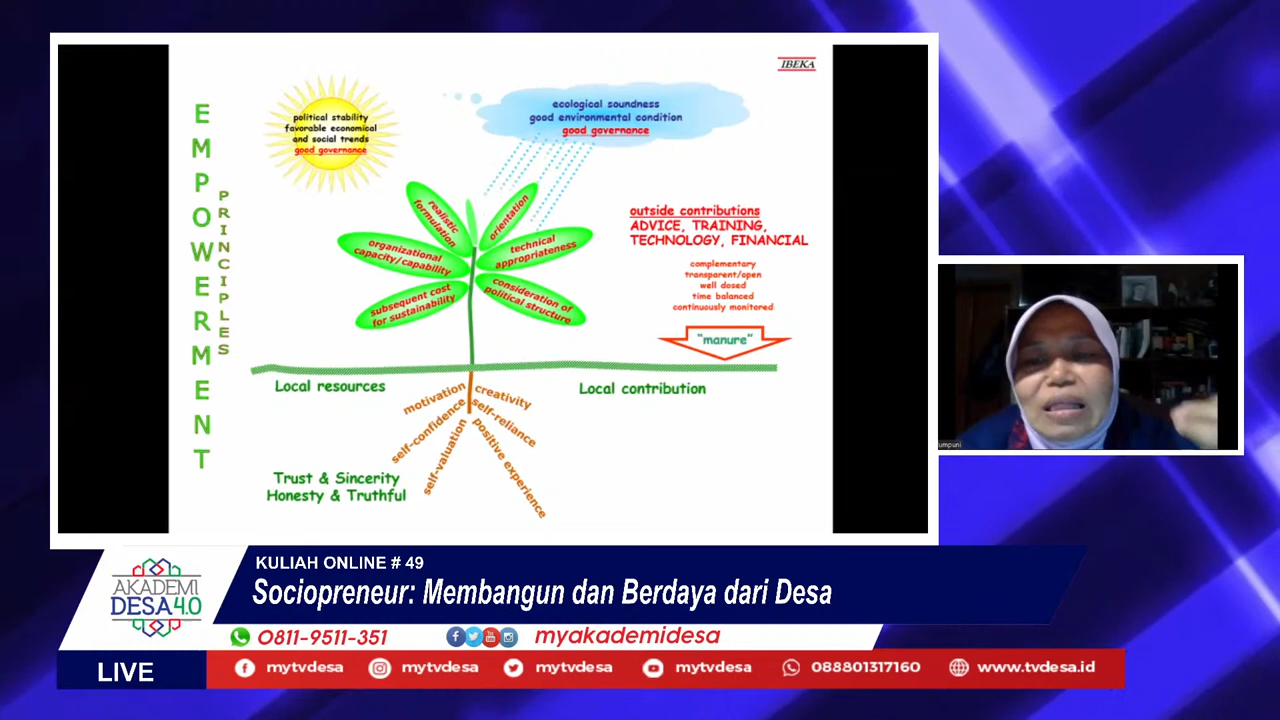 IBEKA
EMPOWERMENT
PRINCIPLES
political stability
favorable economical
and social trends
good governance
ecological soundness
good environmental condition
good governance
realistic
formulation
orientation
organizational
capacity/capability
technical
appropriateness
subsequent cost
for sustainability
consideration of
political structure
outside contributions
ADVICE, TRAINING,
TECHNOLOGY, FINANCIAL
complementary
transparent/open
well dosed
time balanced
continuously monitored
"manure"
Local resources
Local contribution
motivation
creativity
self-confidence
self-reliance
self-valuation
positive experience
Trust & Sincerity
Honesty & Truthful
umpuni
AKADEMI
DESA 4.0
KULIAH ONLINE # 49
Sociopreneur: Membangun dan Berdaya dari Desa
0811-9511-351
myakademidesa
LIVE
mytvdesa
mytvdesa
mytvdesa
mytvdesa
088801317160
www.tvdesa.id